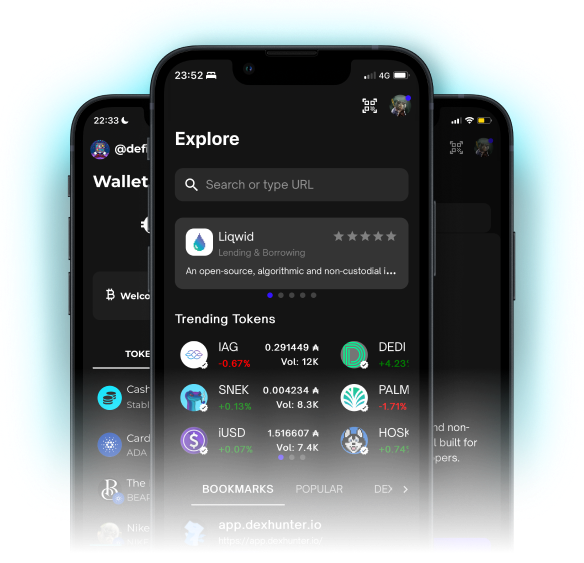 23:52
4G
Explore
Search or type URL
Liqwid
Lending & Borrowing
An open-source, algorithmic and non-custodial i...
Trending Tokens
IAG 0.291449 ₳ DEDI
-0.67% Vol: 12K +4.23
SNEK 0.004234 ₳ PALM
+0.13% Vol: 8.3K -1.71%
iUSD 1.516607 ₳ HOSK
+0.07% Vol: 7.4K +0.74
BOOKMARKS POPULAR DE
app.dexhunter.io
https://app.dexhunter.io/
22:33
@defi
Wallet
Welco
TOKE
Cash
Stabl
Card
ADA
The
BEAR
Nike
nd non-
l built for
pers.